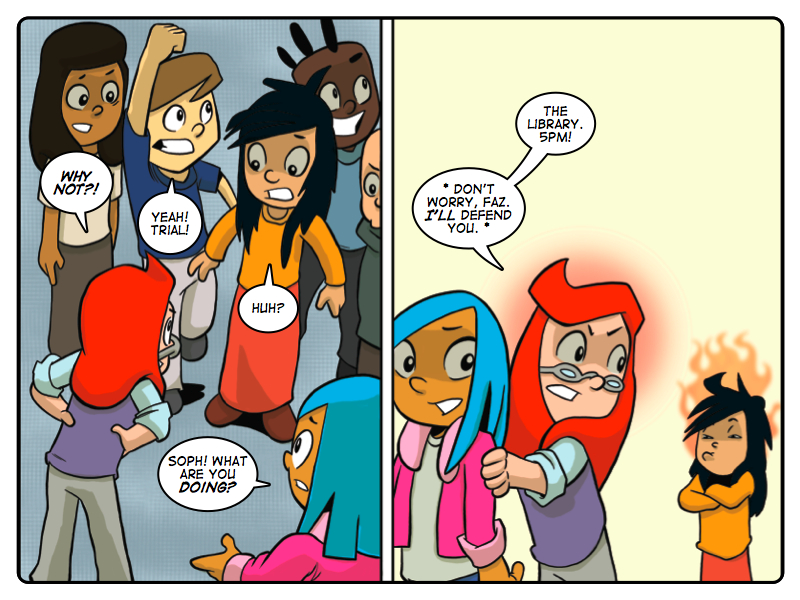 WHY
NOT?!
YEAH!
TRIAL!
HUH?
SOPH! WHAT
ARE YOU
DOING?
THE
LIBRARY.
5PM!
* DON'T
WORRY, FAZ.
I'LL DEFEND
YOU. *